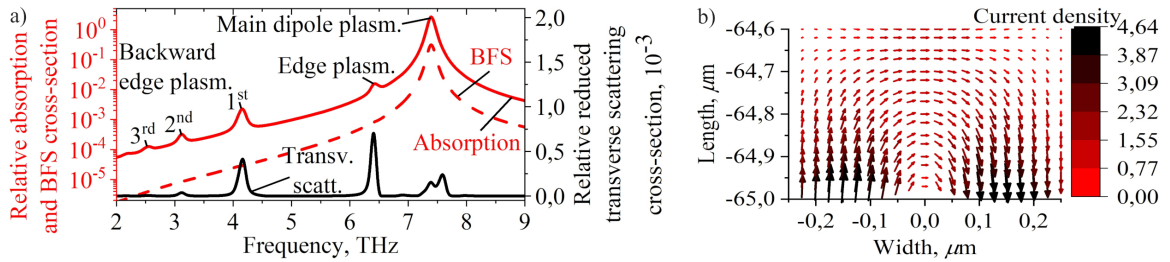 a)
Relative absorption
and BFS cross-section
10⁰
10⁻¹
10⁻²
10⁻³
10⁻⁴
10⁻⁵
Main dipole plasm.
Backward
edge plasm.
Edge plasm.
BFS
1st
2nd
3rd
Absorption
Transv.
scatt.
2,0
1,5
1,0
0,5
0,0
Relative reduced
transverse scattering
cross-section, 10⁻³
2 3 4 5 6 7 8 9
Frequency, THz
b)
Current density
-64,6
-64,7
-64,8
-64,9
-65,0
Length, μm
4,64
3,87
3,09
2,32
1,55
0,77
0,00
-0,2 -0,1 0,0 0,1 0,2
Width, μm